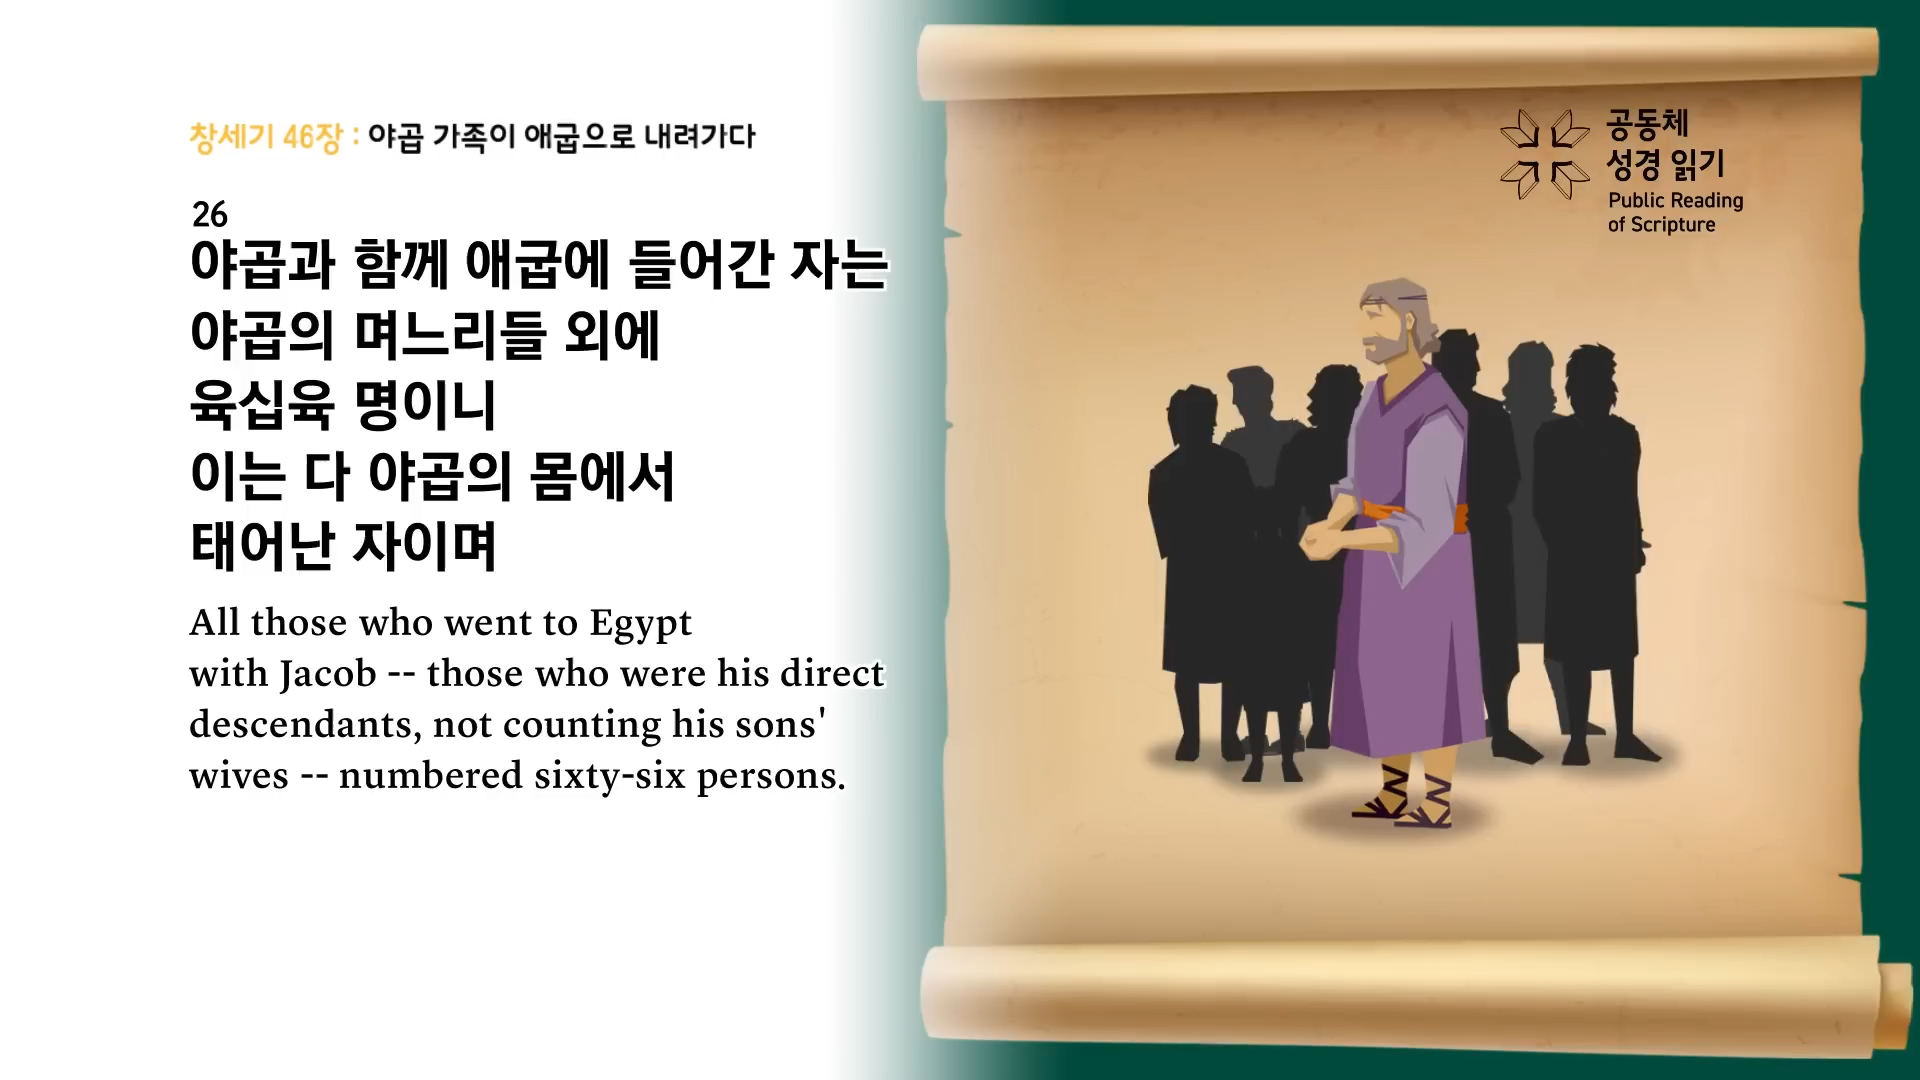 창세기 46장 : 야곱 가족이 애굽으로 내려가다
26
야곱과 함께 애굽에 들어간 자는
야곱의 며느리들 외에
육십육 명이니
이는 다 야곱의 몸에서
태어난 자이며
All those who went to Egypt
with Jacob -- those who were his direct
descendants, not counting his sons'
wives -- numbered sixty-six persons.
공동체
성경 읽기
Public Reading
of Scripture